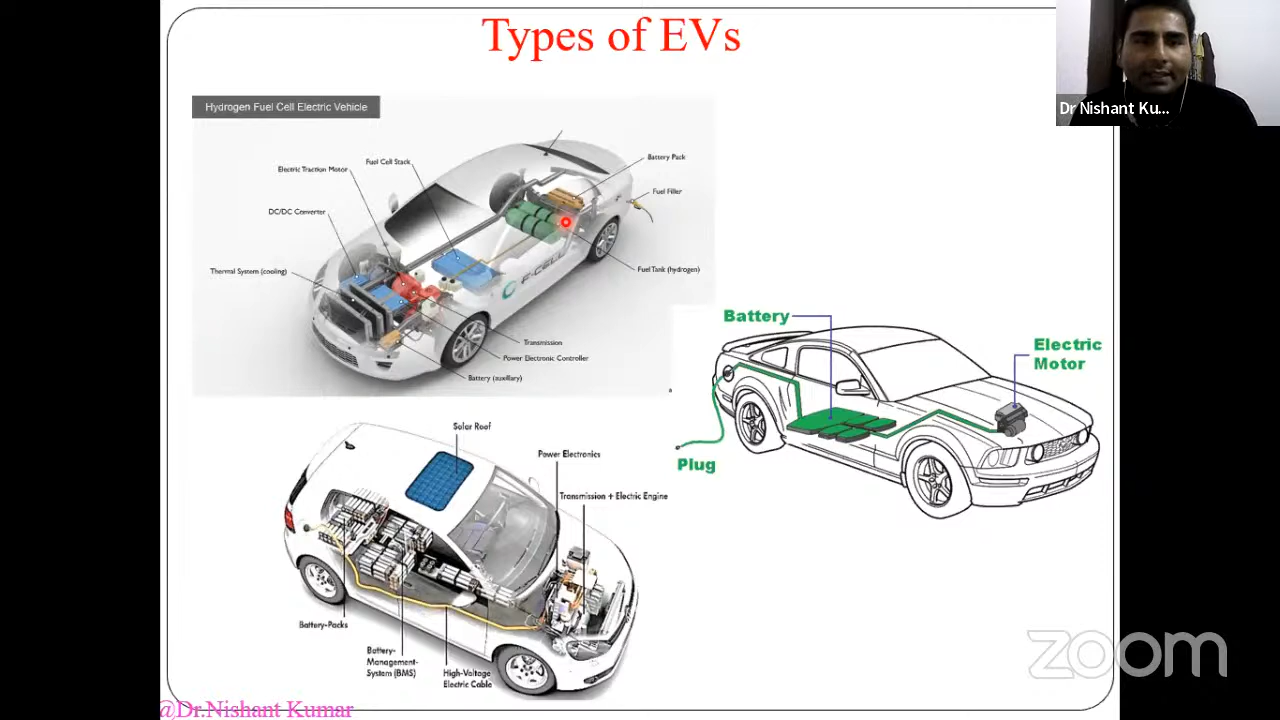 Types of EVs
Dr Nishant Ku...
Hydrogen Fuel Cell Electric Vehicle
Battery Pack
Fuel Cell Stack
Electric Traction Motor
Fuel Filler
DC/DC Converter
Thermal System (cooling)
Fuel Tank (hydrogen)
Transmission
Power Electronic Controller
Battery (auxillary)
F-CELL
Battery
Electric
Motor
Plug
Solar Roof
Power Electronics
Transmission + Electric Engine
Battery-Packs
Battery-
Management-
System (BMS)
High-Voltage
Electric Cable
zoom
@Dr.Nishant Kumar